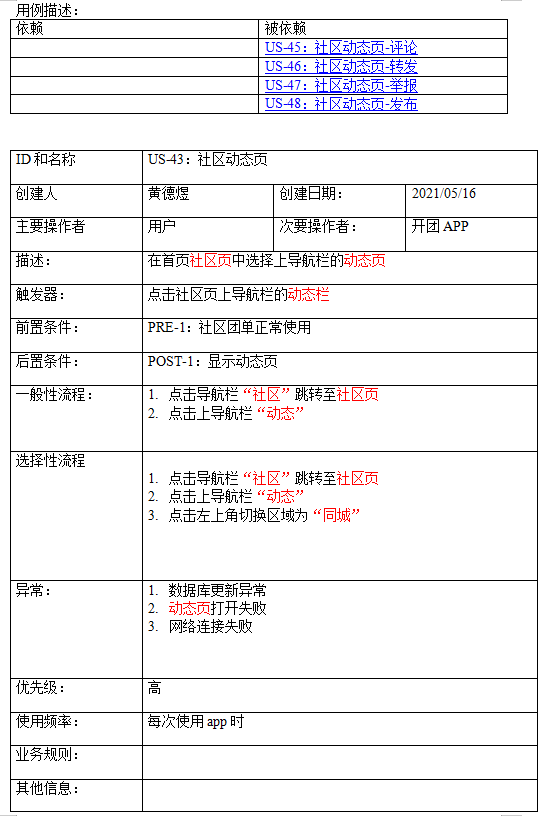 用例描述：
依赖 被依赖
US-45：社区动态页-评论
US-46：社区动态页-转发
US-47：社区动态页-举报
US-48：社区动态页-发布
ID和名称 US-43：社区动态页
创建人 黄德煜 创建日期： 2021/05/16
主要操作者 用户 次要操作者： 开团 APP
描述： 在首页社区页中选择上导航栏的动态页
触发器： 点击社区页上导航栏的动态栏
前置条件： PRE-1：社区团单正常使用
后置条件： POST-1：显示动态页
一般性流程： 1. 点击导航栏“社区”跳转至社区页
2. 点击上导航栏“动态”
选择性流程
1. 点击导航栏“社区”跳转至社区页
2. 点击上导航栏“动态”
3. 点击左上角切换区域为“同城”
异常： 1. 数据库更新异常
2. 动态页打开失败
3. 网络连接失败
优先级： 高
使用频率： 每次使用 app 时
业务规则：
其他信息：